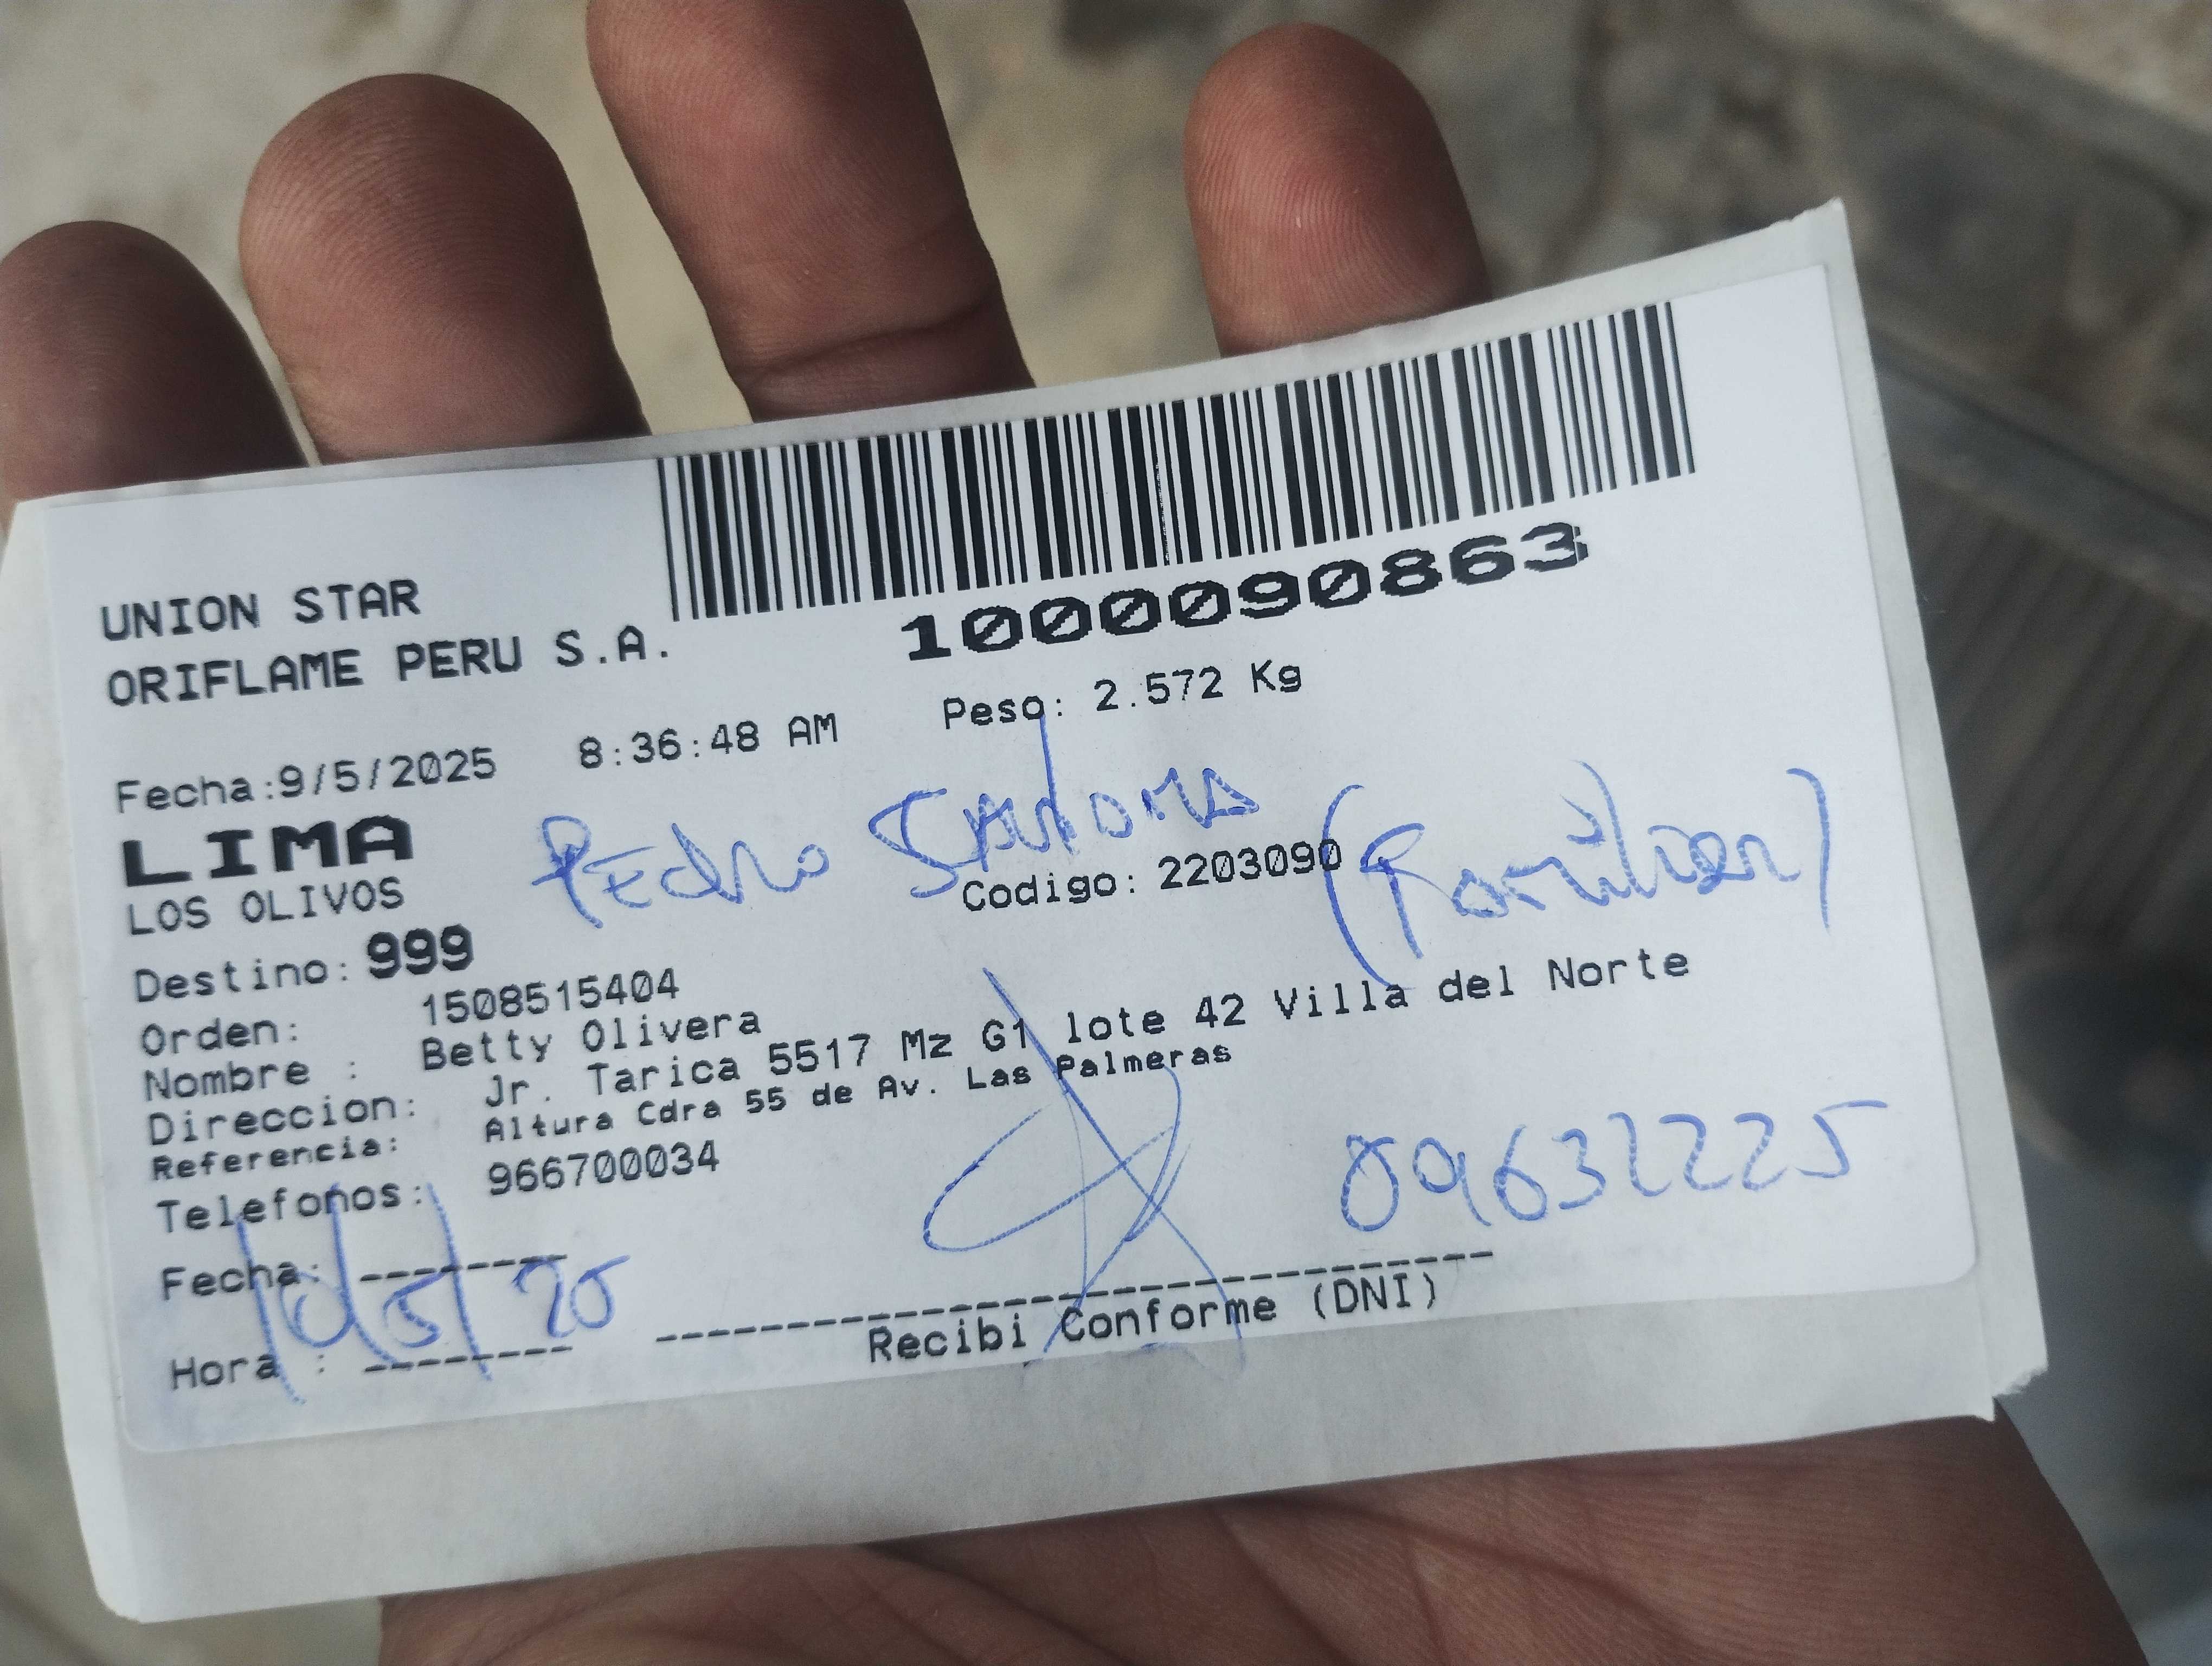 1000090863
UNION STAR
ORIFLAME PERU S.A.
Fecha:9/5/2025 8:36:48 AM Peso: 2.572 Kg
LIMA
Pedro
LOS OLIVOS Codigo: 2203090 (Familiar)
Destino: 999
Orden: 1508515404
Nombre : Betty Olivera
Direccion: Jr. Tarica 5517 Mz G1 lote 42 Villa del Norte
Referencia: Altura Cdra 55 de Av. Las Palmeras
Telefonos: 966700034
09632225
Fecha: --------
Hora : --------
Recibi Conforme (DNI)